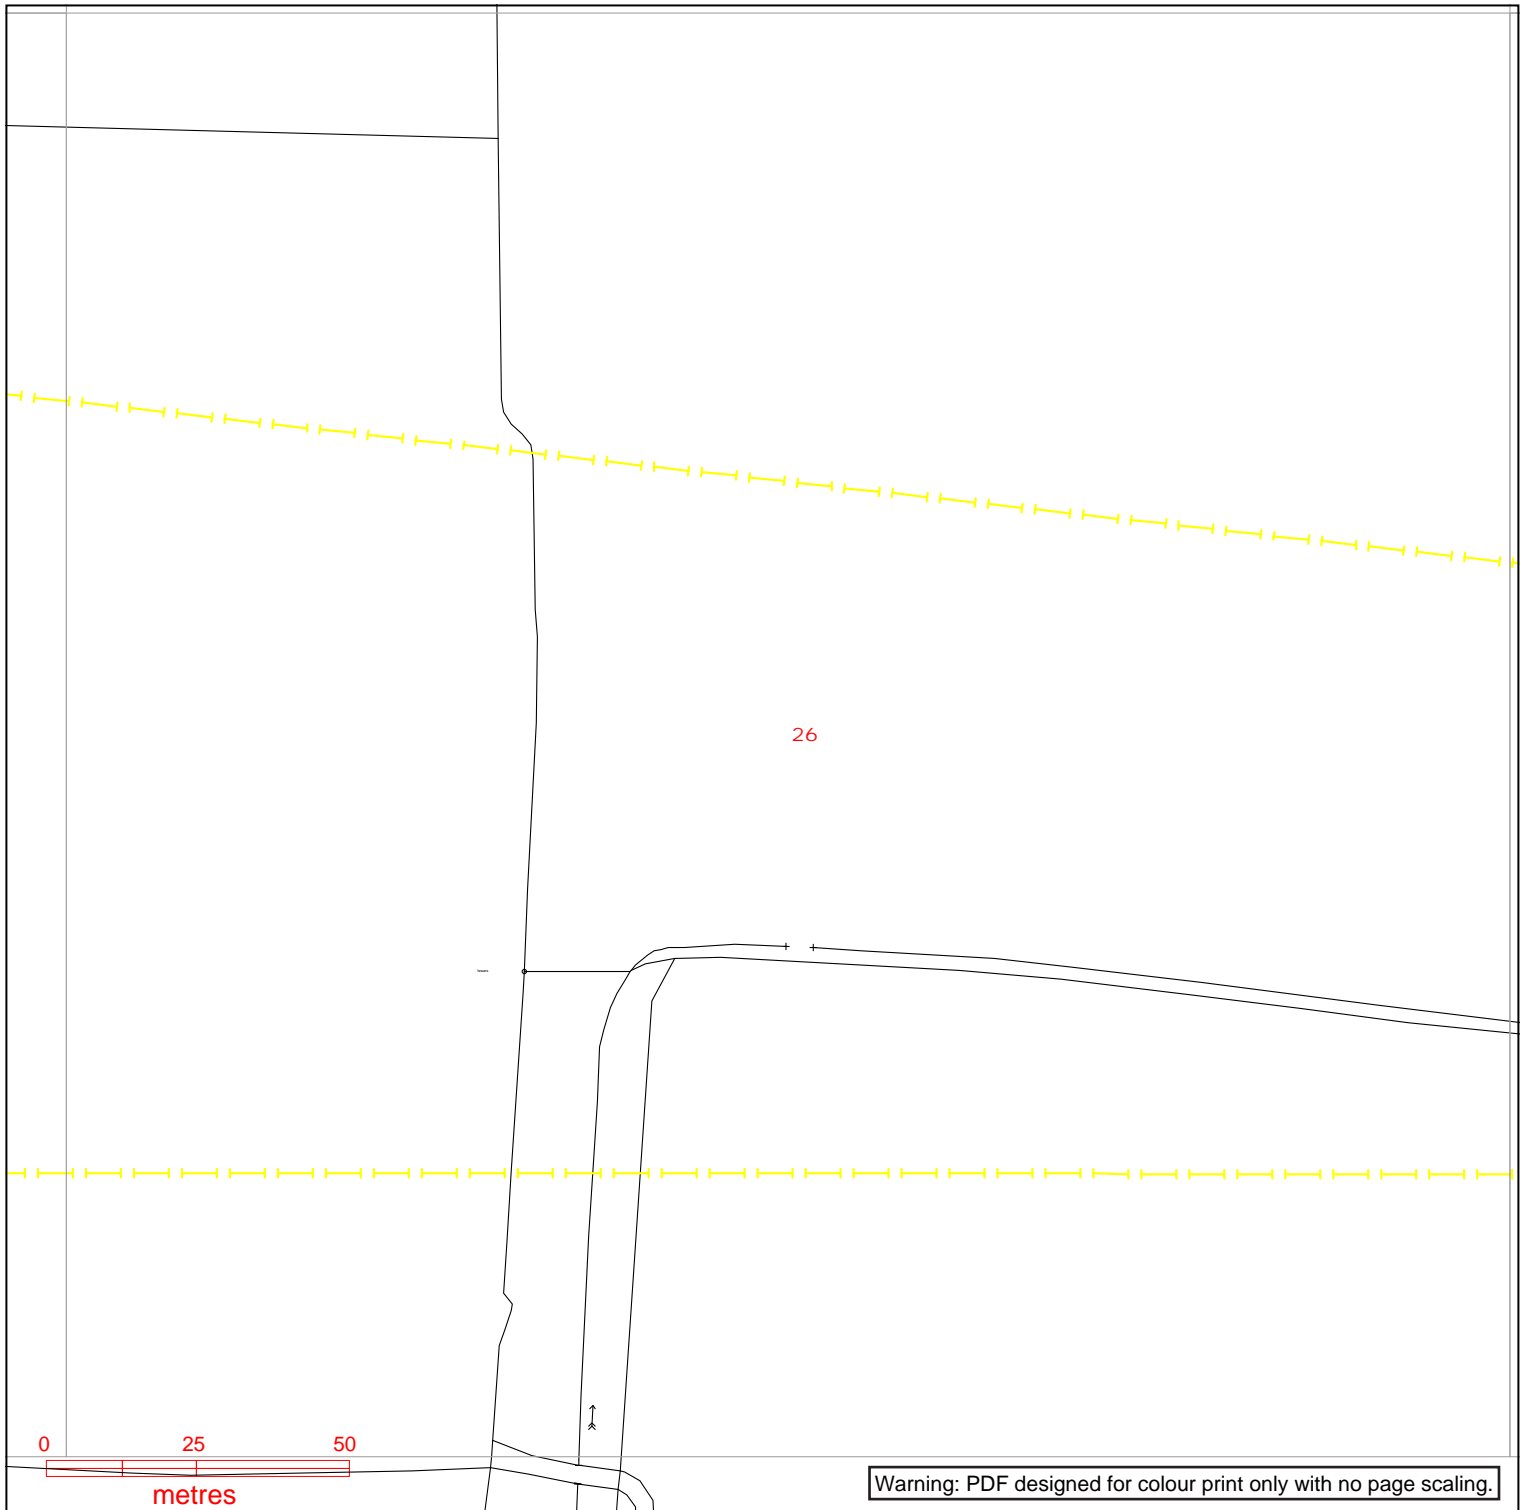 26
0 25 50
metres
Warning: PDF designed for colour print only with no page scaling.